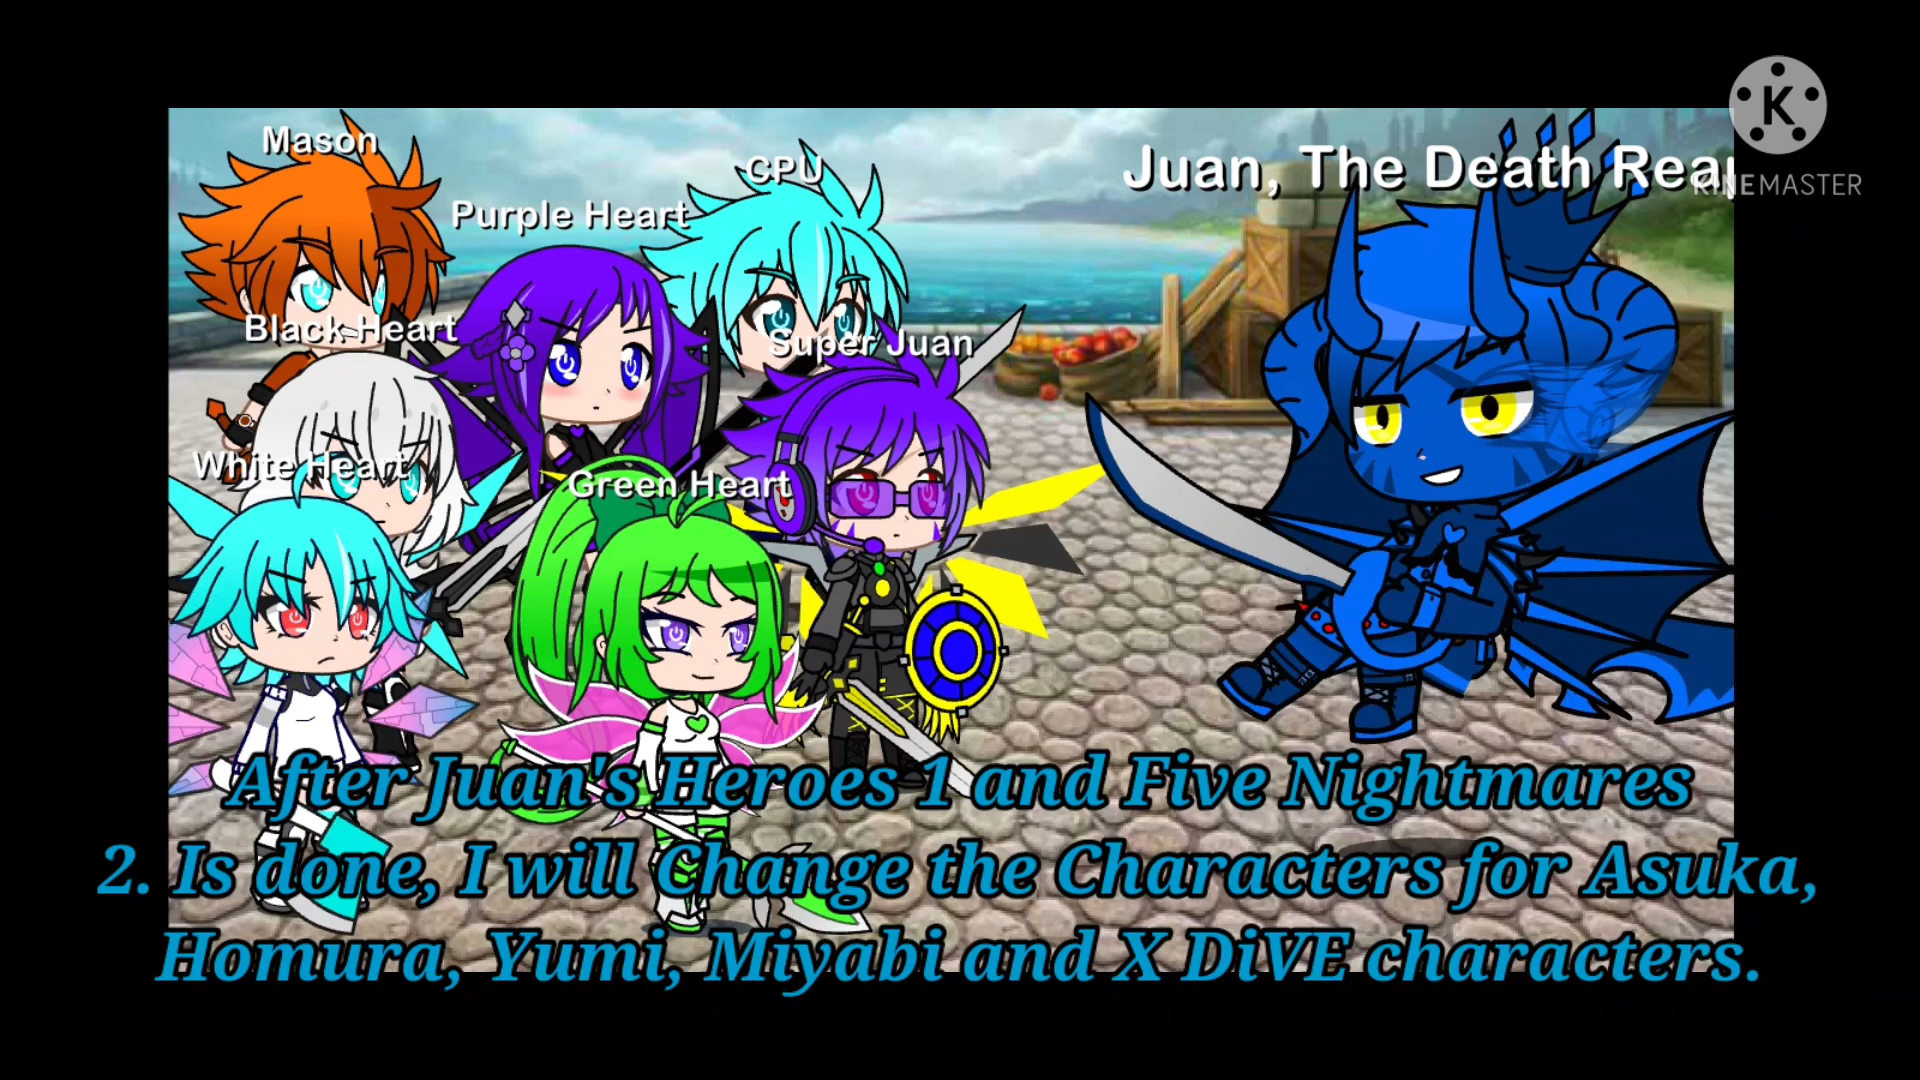 Mason
CPU
Juan, The Death Rea
K
KINEMASTER
Purple Heart
Black Heart
Super Juan
White Heart
Green Heart
After Juan's Heroes 1 and Five Nightmares
2. Is done, I will Change the Characters for Asuka,
Homura, Yumi, Miyabi and X DiVE characters.